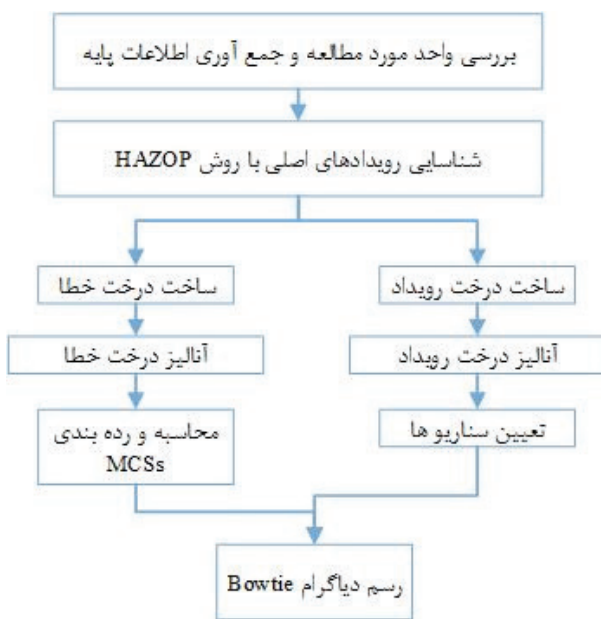 بررسی واحد مورد مطالعه و جمع آوری اطلاعات پایه
شناسایی رویدادهای اصلی با روش HAZOP
ساخت درخت رویداد
ساخت درخت خطا
آنالیز درخت رویداد
آنالیز درخت خطا
تعیین سناریو ها
محاسبه و رده بندی
MCSs
رسم دیاگرام Bowtie